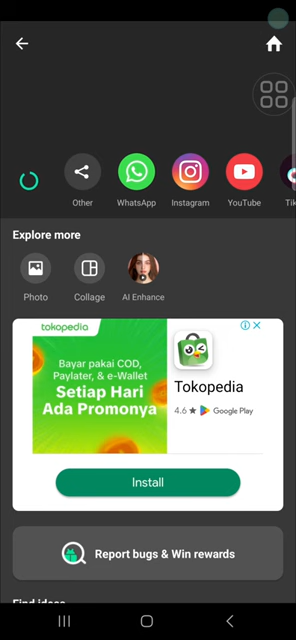 Other
WhatsApp
Instagram
YouTube
Tik
Explore more
Photo
Collage
AI Enhance
tokopedia
Bayar pakai COD,
Paylater, & e-Wallet
Setiap Hari
Ada Promonya
Tokopedia
4.6 ★ Google Play
Install
Report bugs & Win rewards
Find ideas